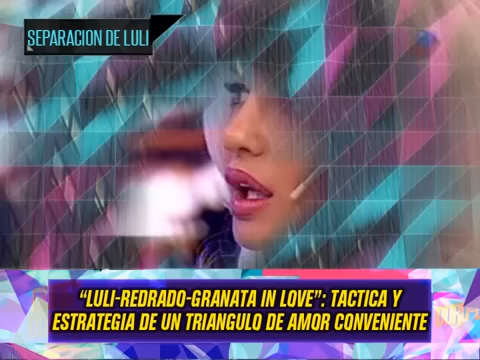 SEPARACION DE LULI
“LULI-REDRADO-GRANATA IN LOVE”: TACTICA Y
ESTRATEGIA DE UN TRIANGULO DE AMOR CONVENIENTE